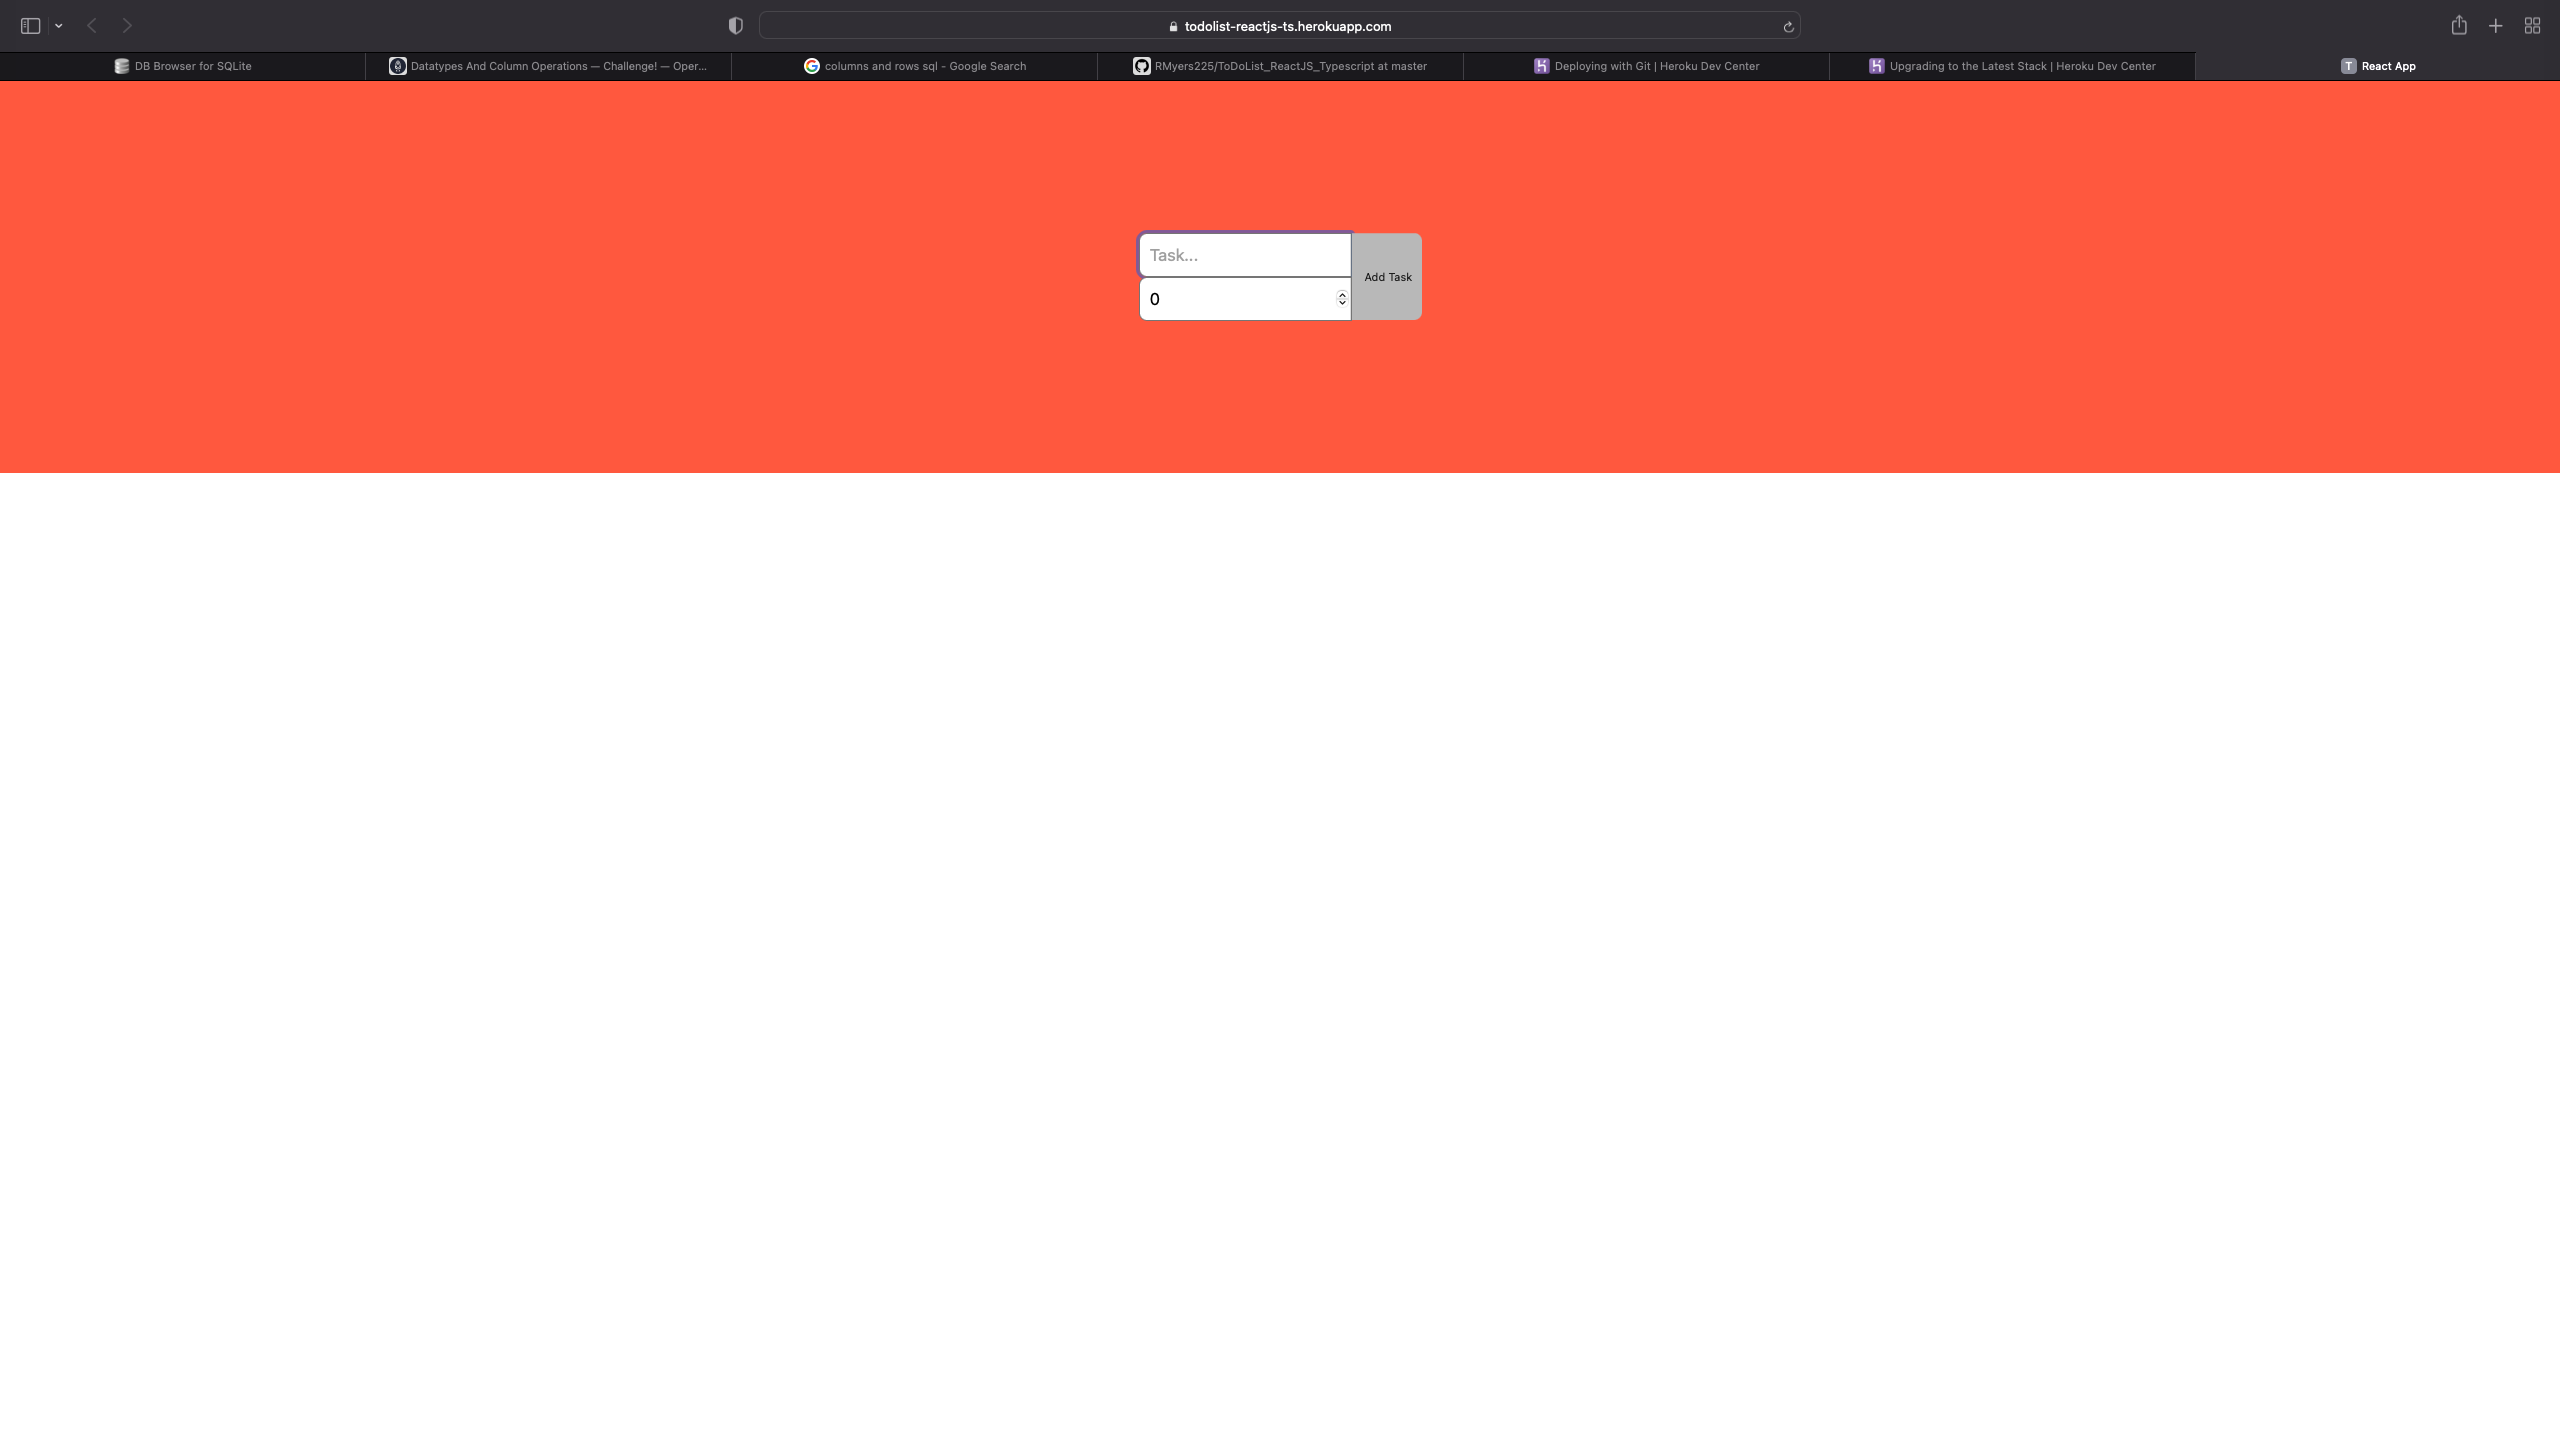 todolist-reactjs-ts.herokuapp.com
DB Browser for SQLite
Datatypes And Column Operations — Challenge! — Oper...
columns and rows sql - Google Search
RMyers225/ToDoList_ReactJS_Typescript at master
Deploying with Git | Heroku Dev Center
Upgrading to the Latest Stack | Heroku Dev Center
T React App
Task...
Add Task
0